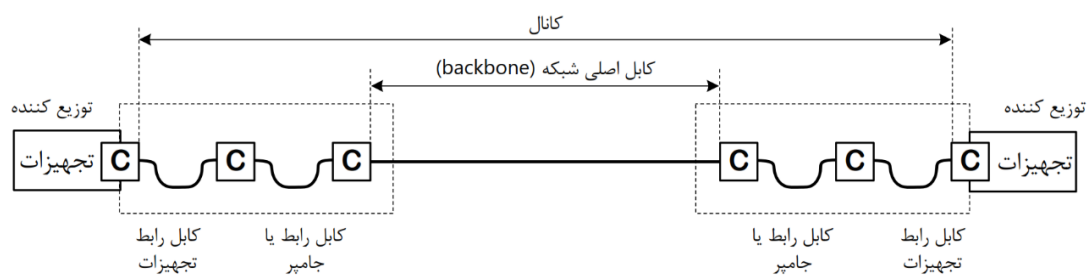 کانال
کابل اصلی شبکه (backbone)
توزیع کننده
توزیع کننده
تجهیزات
C
C
C
C
C
C
تجهیزات
کابل رابط
تجهیزات
کابل رابط یا
جامپر
کابل رابط یا
جامپر
کابل رابط
تجهیزات